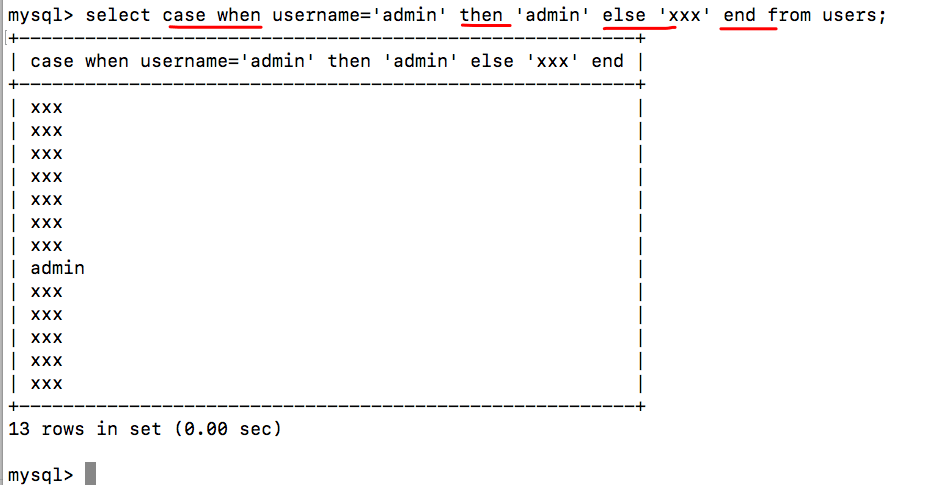 mysql> select case when username='admin' then 'admin' else 'xxx' end from users;
+--------------------------------------------------------+
| case when username='admin' then 'admin' else 'xxx' end |
+--------------------------------------------------------+
| xxx |
| xxx |
| xxx |
| xxx |
| xxx |
| xxx |
| xxx |
| admin |
| xxx |
| xxx |
| xxx |
| xxx |
| xxx |
+--------------------------------------------------------+
13 rows in set (0.00 sec)
mysql>